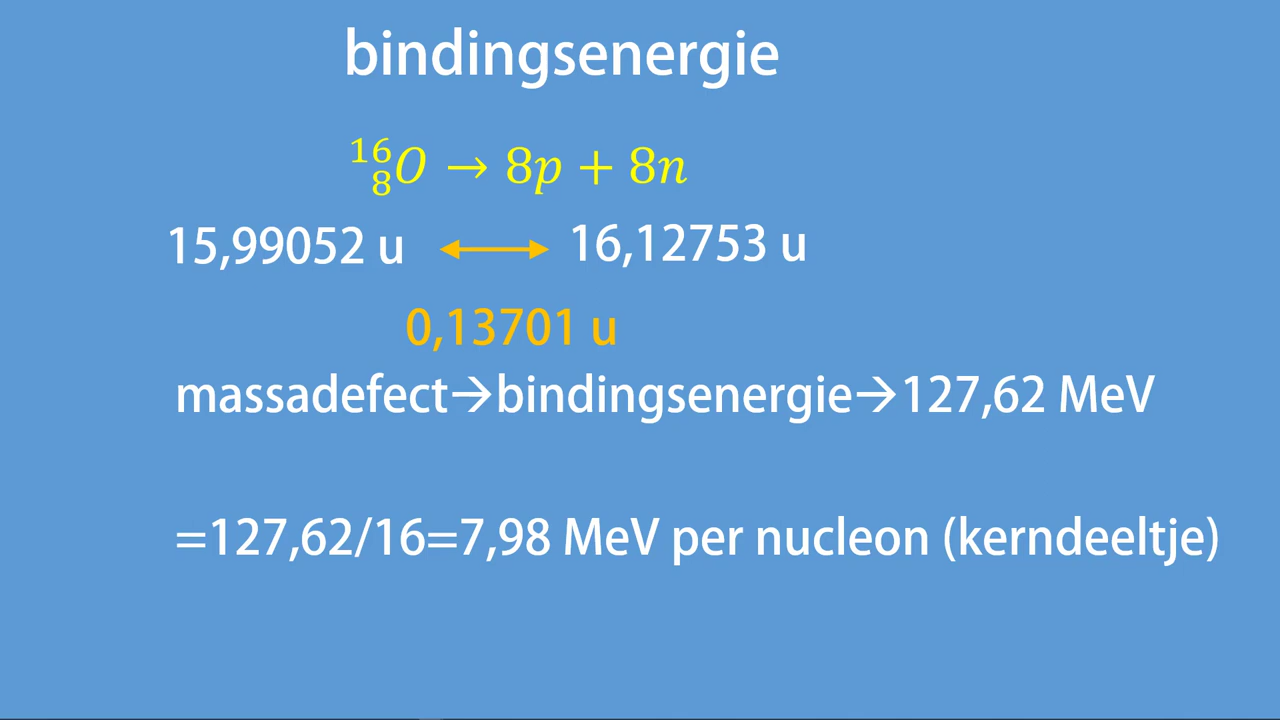 bindingsenergie
¹⁶₈O → 8p + 8n
15,99052 u ↔ 16,12753 u
0,13701 u
massadefect→bindingsenergie→127,62 MeV
=127,62/16=7,98 MeV per nucleon (kerndeeltje)